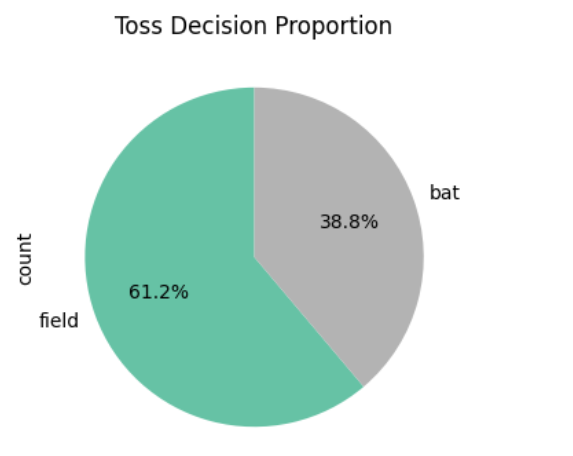 Toss Decision Proportion
bat
38.8%
count
61.2%
field